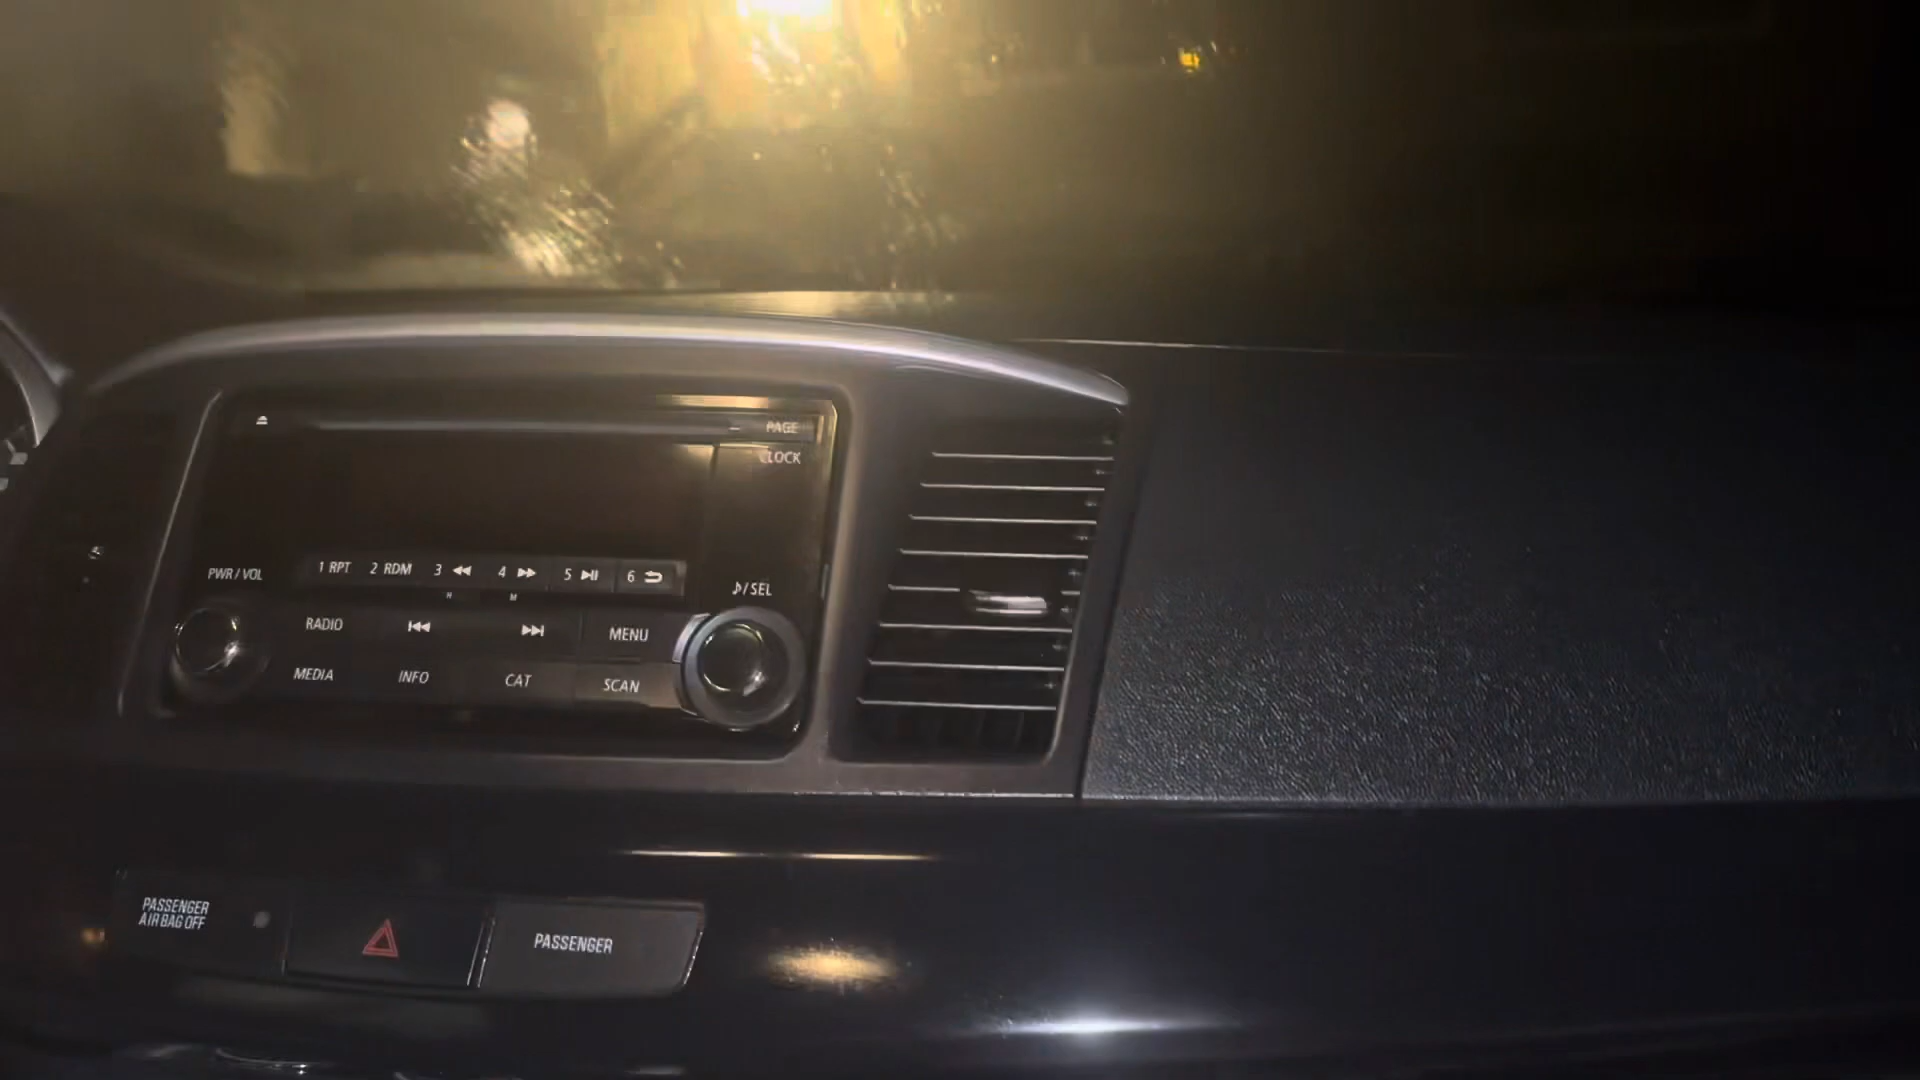 PAGE
CLOCK
PWR / VOL
1 RPT 2 RDM 3 4 5 6
/ SEL
RADIO MENU
MEDIA INFO CAT SCAN
PASSENGER
AIR BAG OFF
PASSENGER